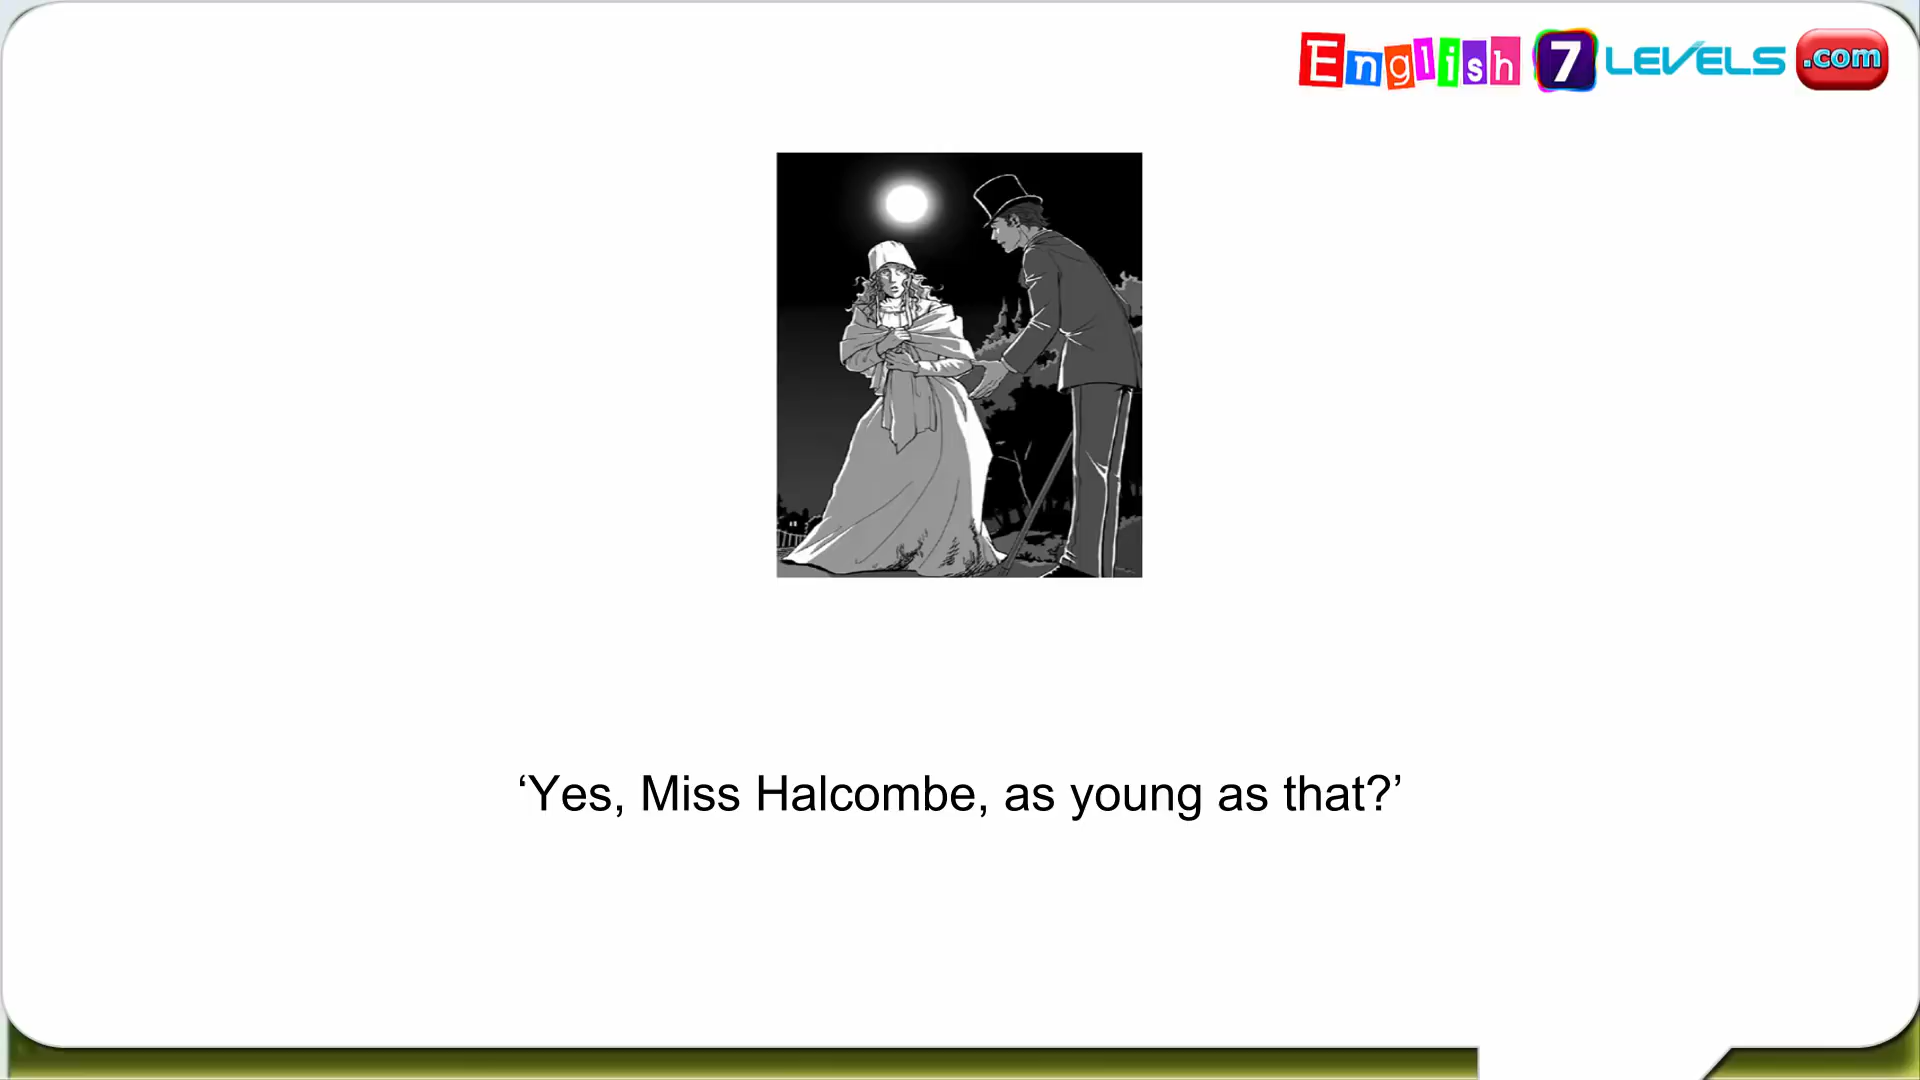 English 7 LEVELS .com
‘Yes, Miss Halcombe, as young as that?’